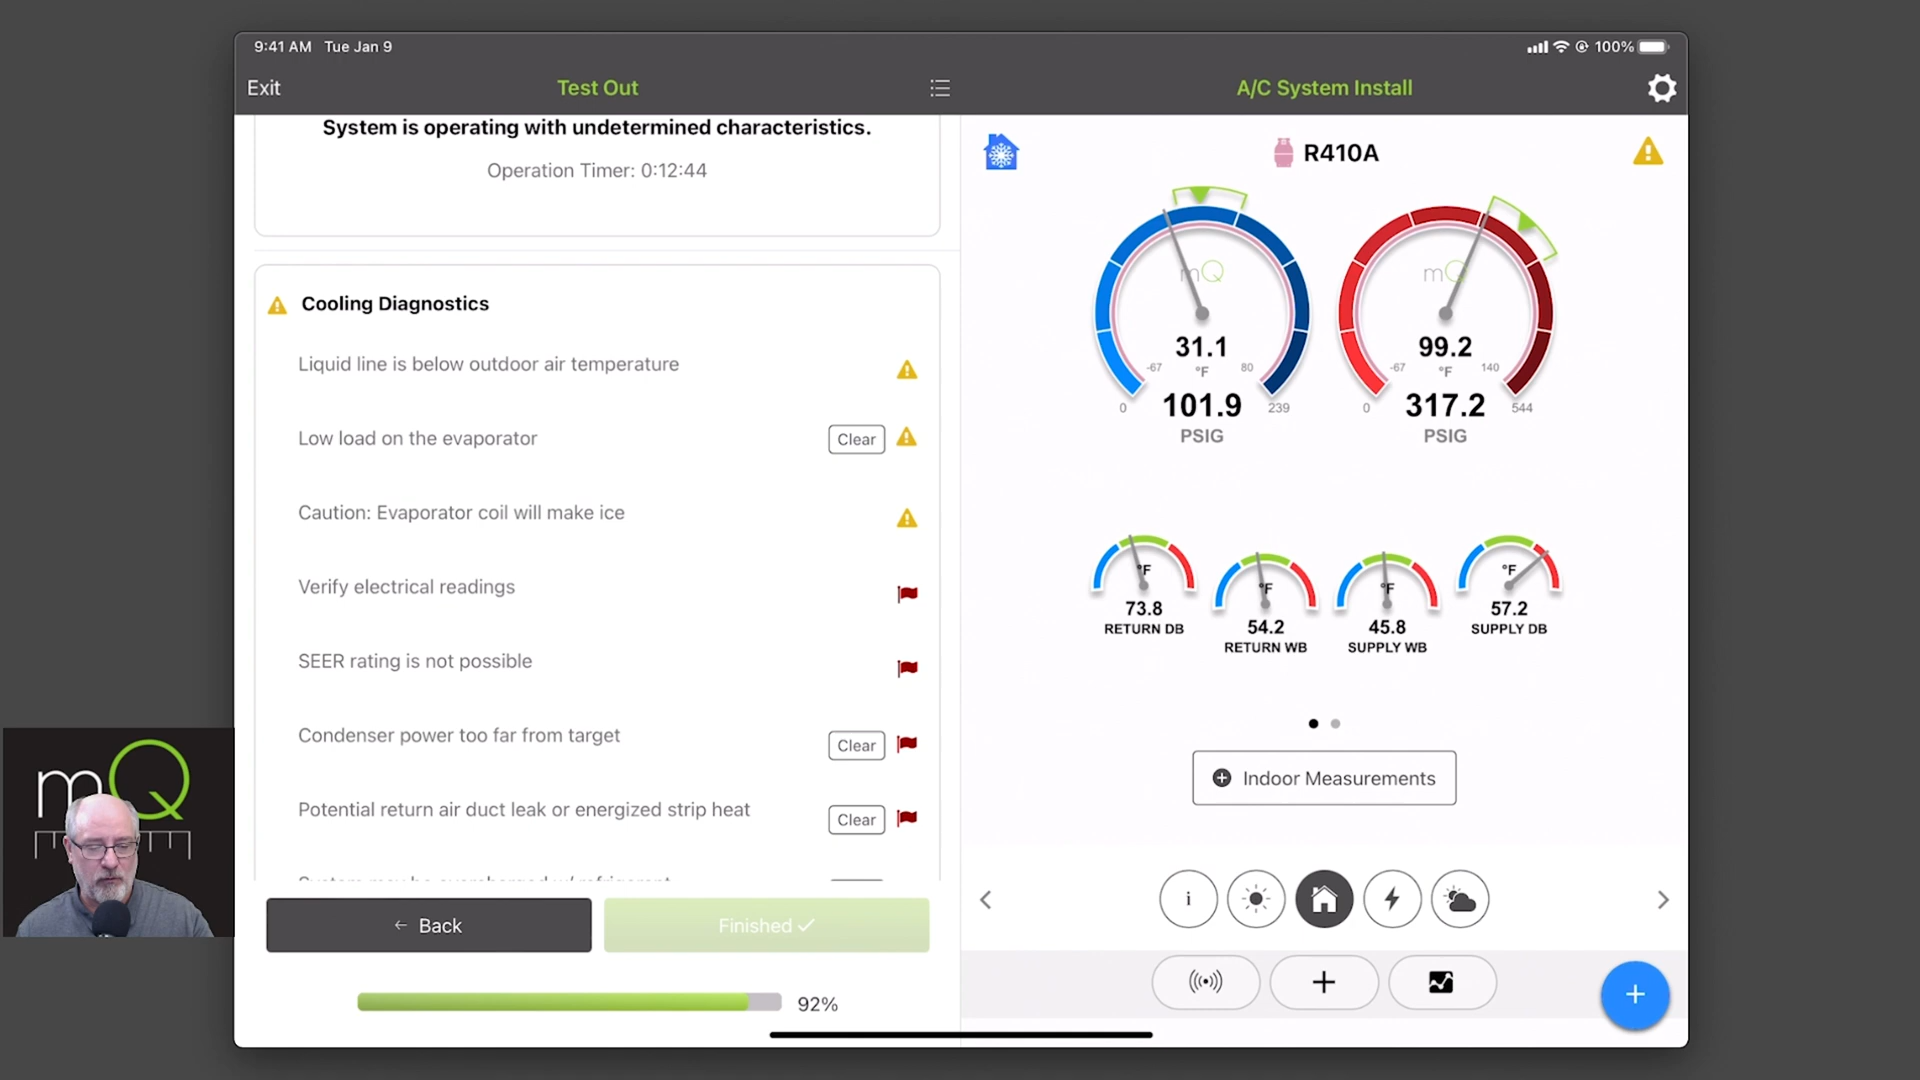 9:41 AM Tue Jan 9
100%
Exit
Test Out
A/C System Install
System is operating with undetermined characteristics.
Operation Timer: 0:12:44
Cooling Diagnostics
Liquid line is below outdoor air temperature
Low load on the evaporator
Clear
Caution: Evaporator coil will make ice
Verify electrical readings
SEER rating is not possible
Condenser power too far from target
Clear
Potential return air duct leak or energized strip heat
Clear
← Back
Finished ✓
92%
R410A
mQ
31.1
-67 °F 80
0 101.9 239
PSIG
mQ
99.2
-67 °F 140
0 317.2 544
PSIG
°F
73.8
RETURN DB
°F
54.2
RETURN WB
°F
45.8
SUPPLY WB
°F
57.2
SUPPLY DB
Indoor Measurements
i
mQ